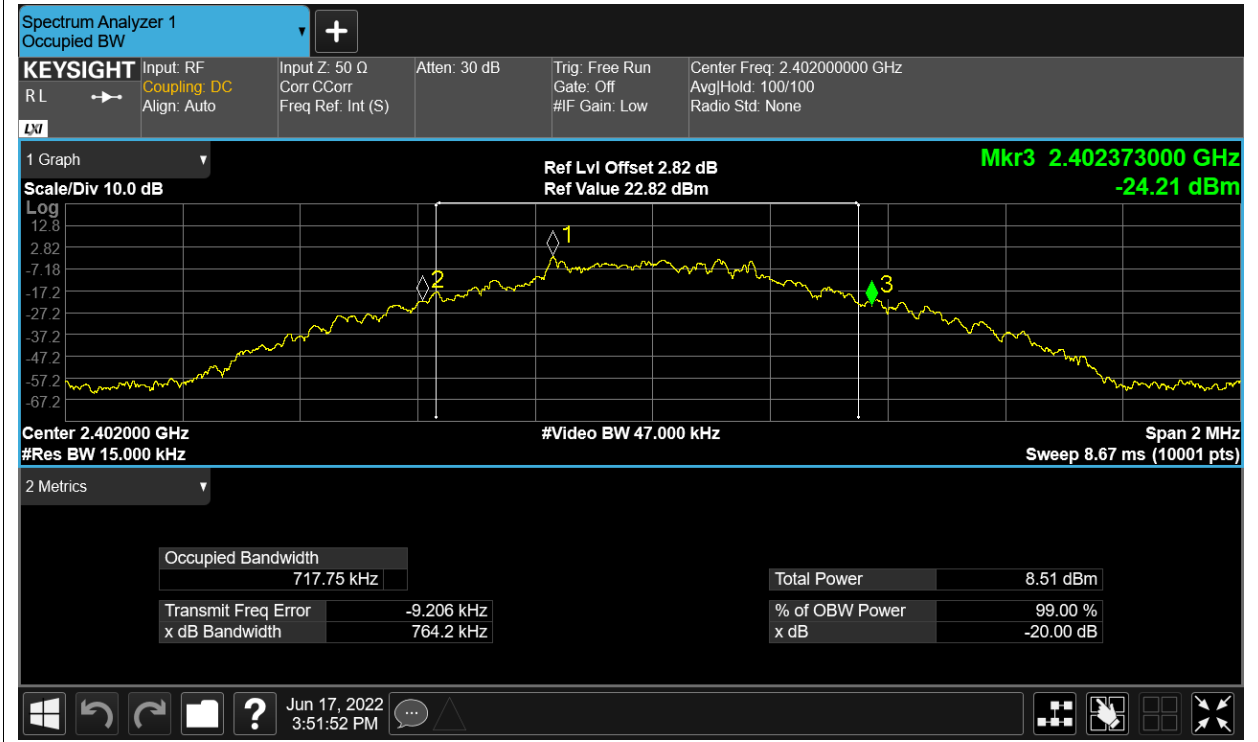 Spectrum Analyzer 1
Occupied BW
KEYSIGHT
R L
LXI
Input: RF
Coupling: DC
Align: Auto
Input Z: 50 Ω
Corr CCorr
Freq Ref: Int (S)
Atten: 30 dB
Trig: Free Run
Gate: Off
#IF Gain: Low
Center Freq: 2.402000000 GHz
Avg|Hold: 100/100
Radio Std: None
1 Graph
Scale/Div 10.0 dB
Ref Lvl Offset 2.82 dB
Ref Value 22.82 dBm
Mkr3 2.402373000 GHz
-24.21 dBm
Log
12.8
2.82
-7.18
-17.2
-27.2
-37.2
-47.2
-57.2
-67.2
1
2
3
Center 2.402000 GHz
#Video BW 47.000 kHz
Span 2 MHz
#Res BW 15.000 kHz
Sweep 8.67 ms (10001 pts)
2 Metrics
Occupied Bandwidth
717.75 kHz
Total Power 8.51 dBm
Transmit Freq Error -9.206 kHz
% of OBW Power 99.00 %
x dB Bandwidth 764.2 kHz
x dB -20.00 dB
?
Jun 17, 2022
3:51:52 PM